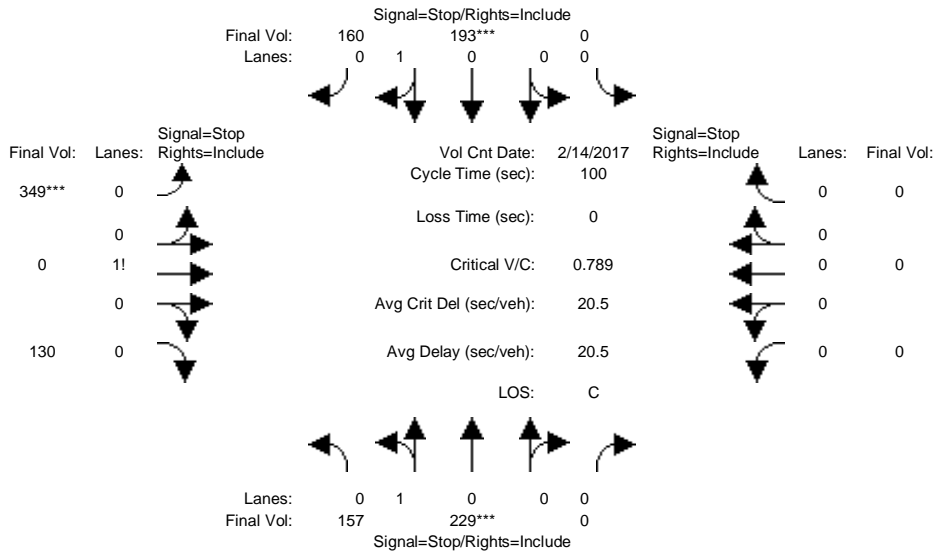 Signal=Stop/Rights=Include
Final Vol: 160 193*** 0
Lanes: 0 1 0 0 0
Signal=Stop
Final Vol: Lanes: Rights=Include
Vol Cnt Date: 2/14/2017
Signal=Stop
Rights=Include Lanes: Final Vol:
Cycle Time (sec): 100
349*** 0
0 0
Loss Time (sec): 0
0
0
0 1! Critical V/C: 0.789 0 0
0 Avg Crit Del (sec/veh): 20.5 0
130 0 Avg Delay (sec/veh): 20.5 0 0
LOS: C
Lanes: 0 1 0 0 0
Final Vol: 157 229*** 0
Signal=Stop/Rights=Include